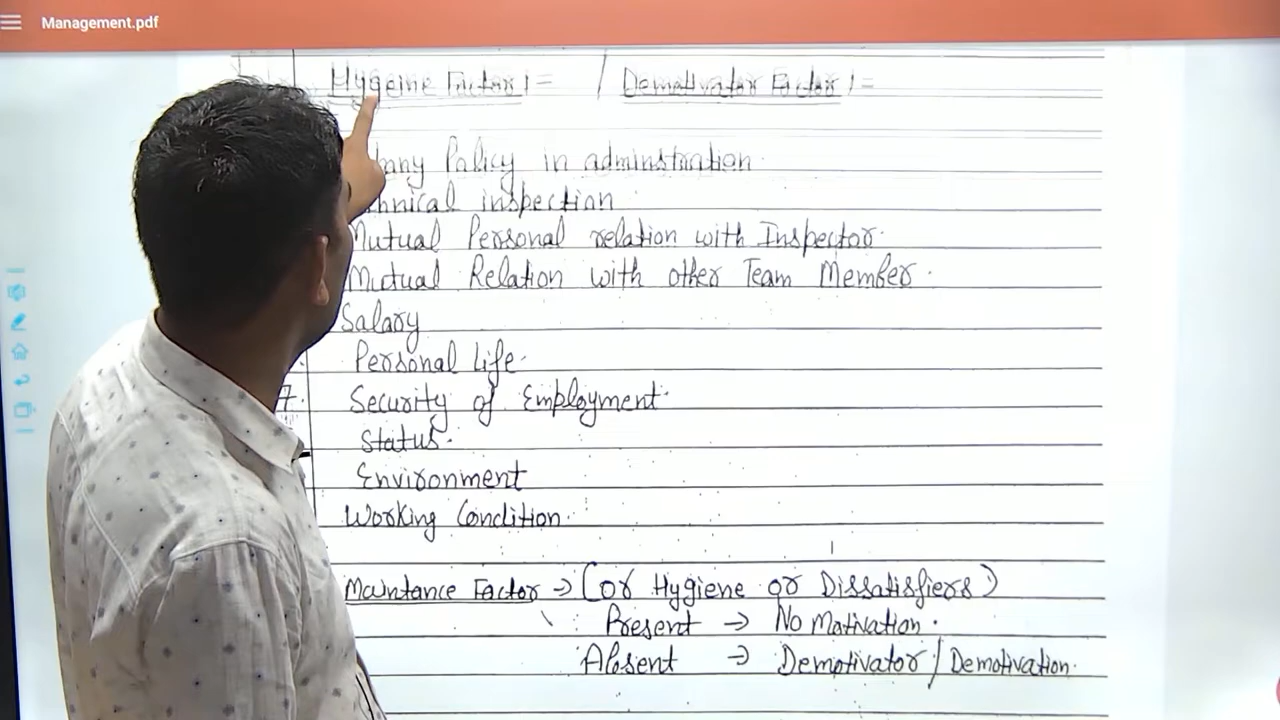 Management.pdf
Hygeine Factor := / Demotivator Factor :=
Policy in adminstration.
inspection
Mutual Personal relation with Inspector.
Mutual Relation with other Team Member.
Salary
Personal Life.
7. Security of Employment.
Status.
Environment
Working Condition.
Maintance Factor → (or Hygiene or Dissatisfiers)
Present → No Motivation.
Absent → Demotivator / Demotivation.